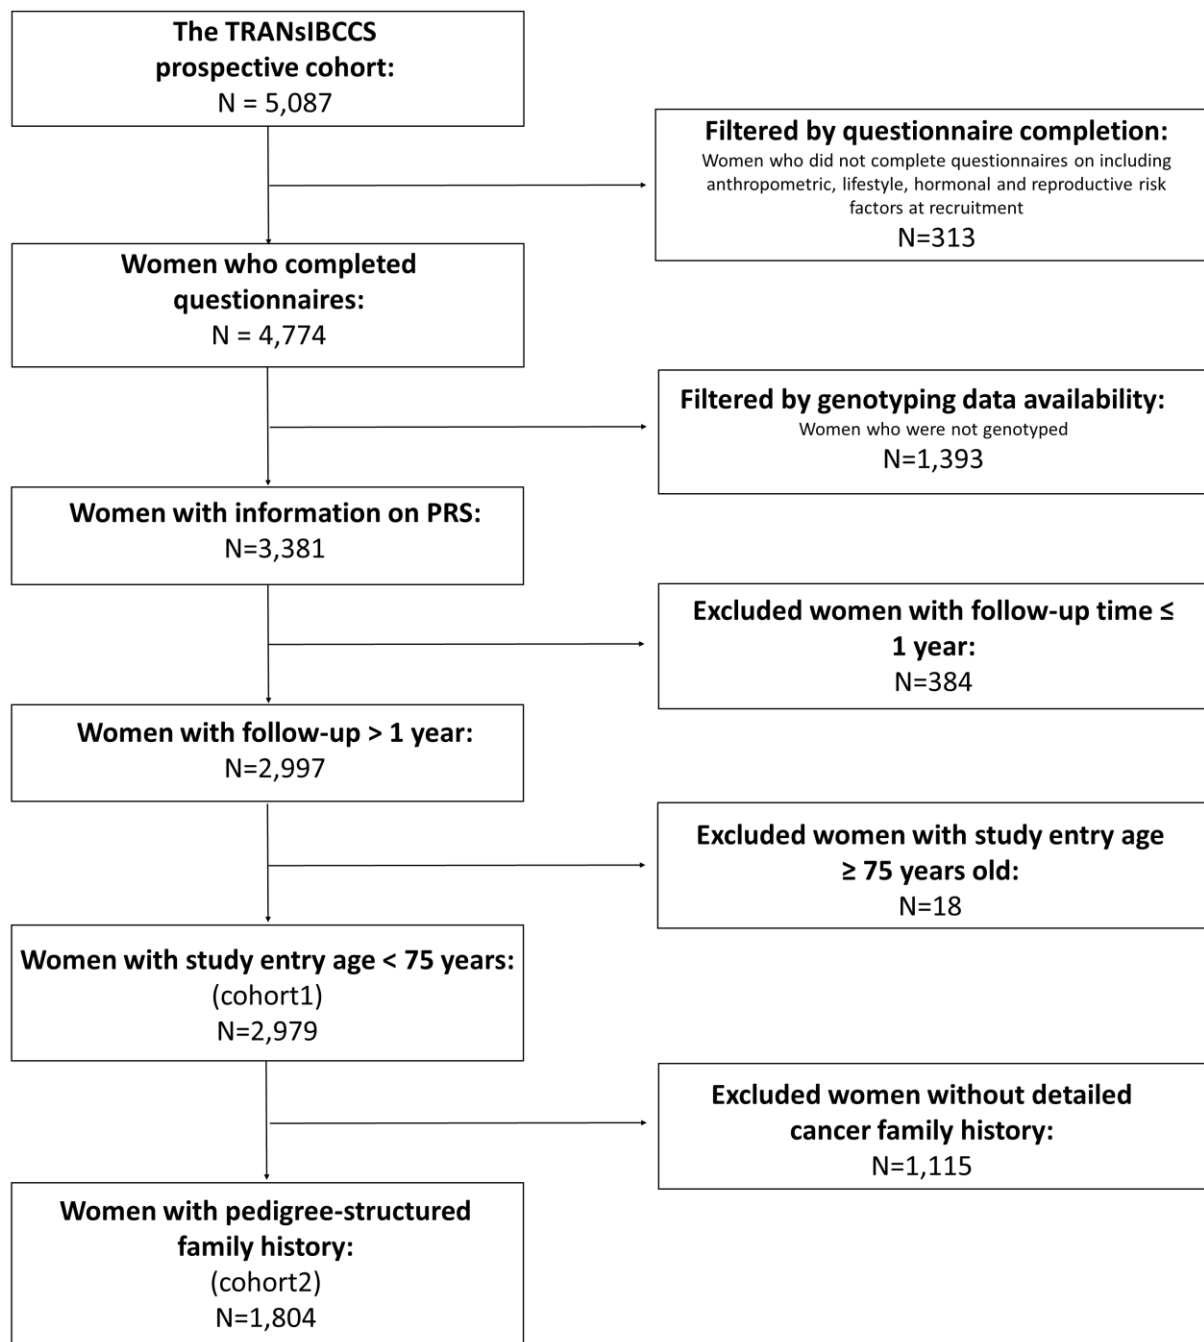 The TRANsIBCCS
prospective cohort:
N = 5,087
Filtered by questionnaire completion:
Women who did not complete questionnaires on including
anthropometric, lifestyle, hormonal and reproductive risk
factors at recruitment
N=313
Women who completed
questionnaires:
N = 4,774
Filtered by genotyping data availability:
Women who were not genotyped
N=1,393
Women with information on PRS:
N=3,381
Excluded women with follow-up time ≤
1 year:
N=384
Women with follow-up > 1 year:
N=2,997
Excluded women with study entry age
≥ 75 years old:
N=18
Women with study entry age < 75 years:
(cohort1)
N=2,979
Excluded women without detailed
cancer family history:
N=1,115
Women with pedigree-structured
family history:
(cohort2)
N=1,804